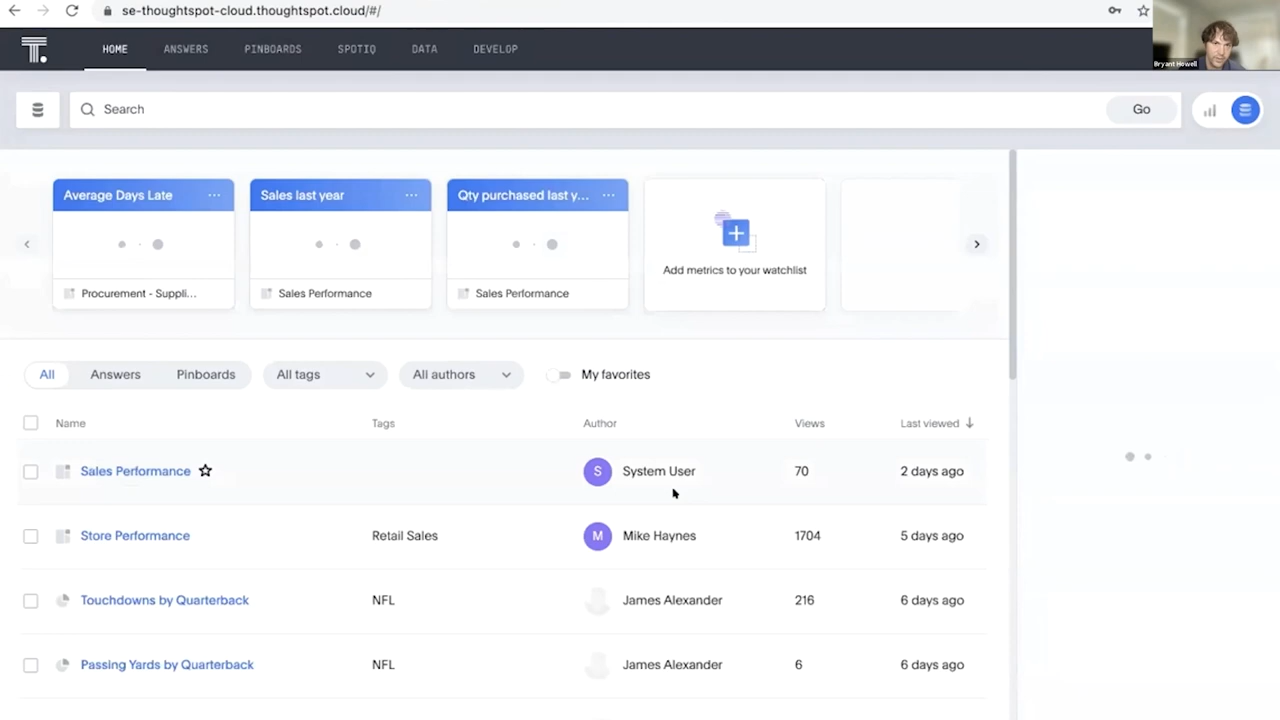 se-thoughtspot-cloud.thoughtspot.cloud/#/
Bryant Howell
T.
HOME ANSWERS PINBOARDS SPOTIQ DATA DEVELOP
Search Go
Average Days Late ... Sales last year ... Qty purchased last y... ...
Add metrics to your watchlist
Procurement - Suppli... Sales Performance Sales Performance
All Answers Pinboards All tags All authors My favorites
Name Tags Author Views Last viewed
Sales Performance S System User 70 2 days ago
Store Performance Retail Sales M Mike Haynes 1704 5 days ago
Touchdowns by Quarterback NFL James Alexander 216 6 days ago
Passing Yards by Quarterback NFL James Alexander 6 6 days ago